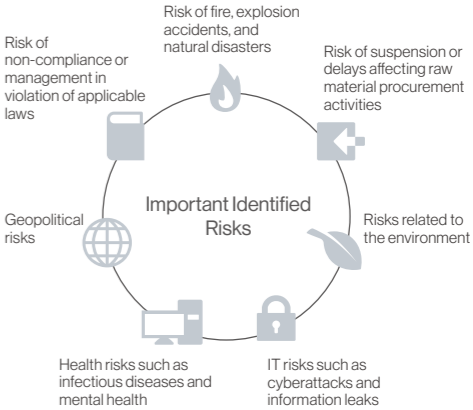 Risk of fire, explosion
accidents, and
natural disasters
Risk of
non-compliance or
management in
violation of applicable
laws
Risk of suspension or
delays affecting raw
material procurement
activities
Important Identified
Risks
Geopolitical
risks
Risks related to
the environment
Health risks such as
infectious diseases and
mental health
IT risks such as
cyberattacks and
information leaks